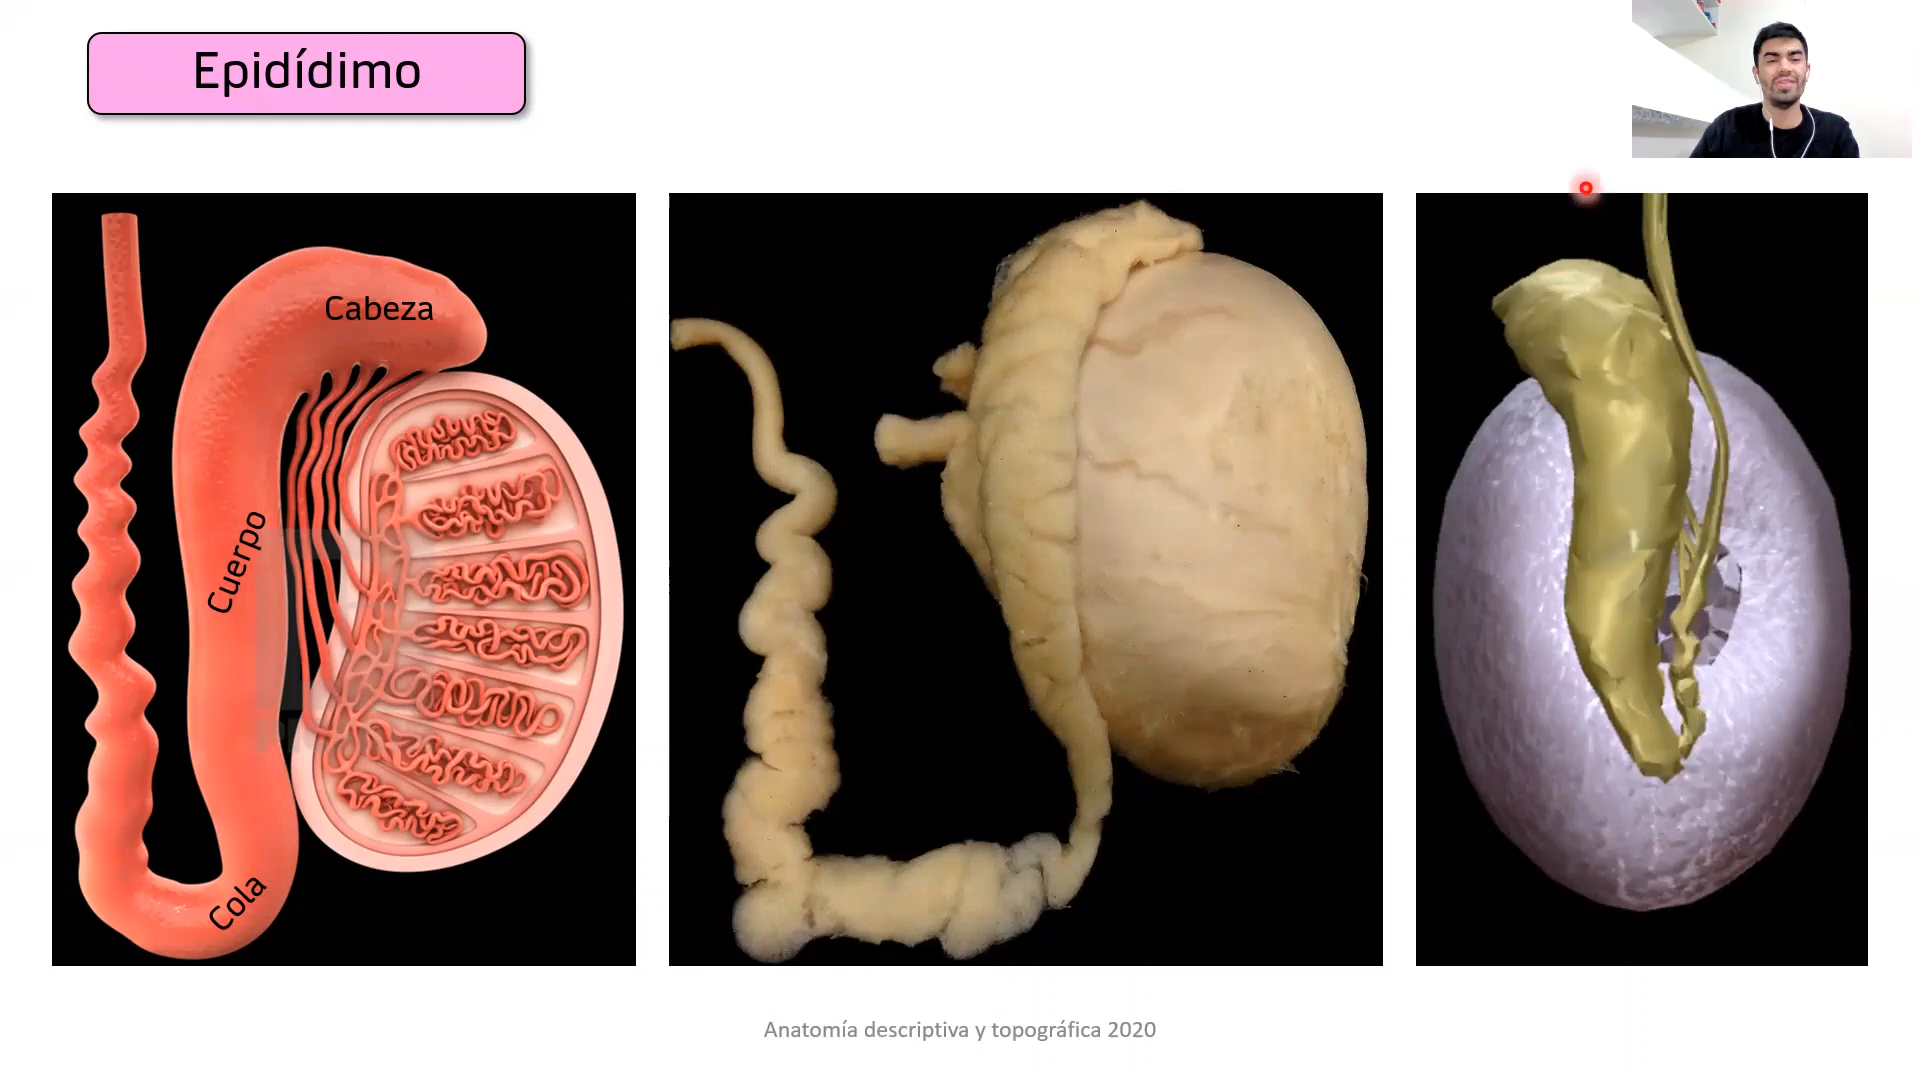 Epidídimo
Cabeza
Cuerpo
Cola
Anatomía descriptiva y topográfica 2020